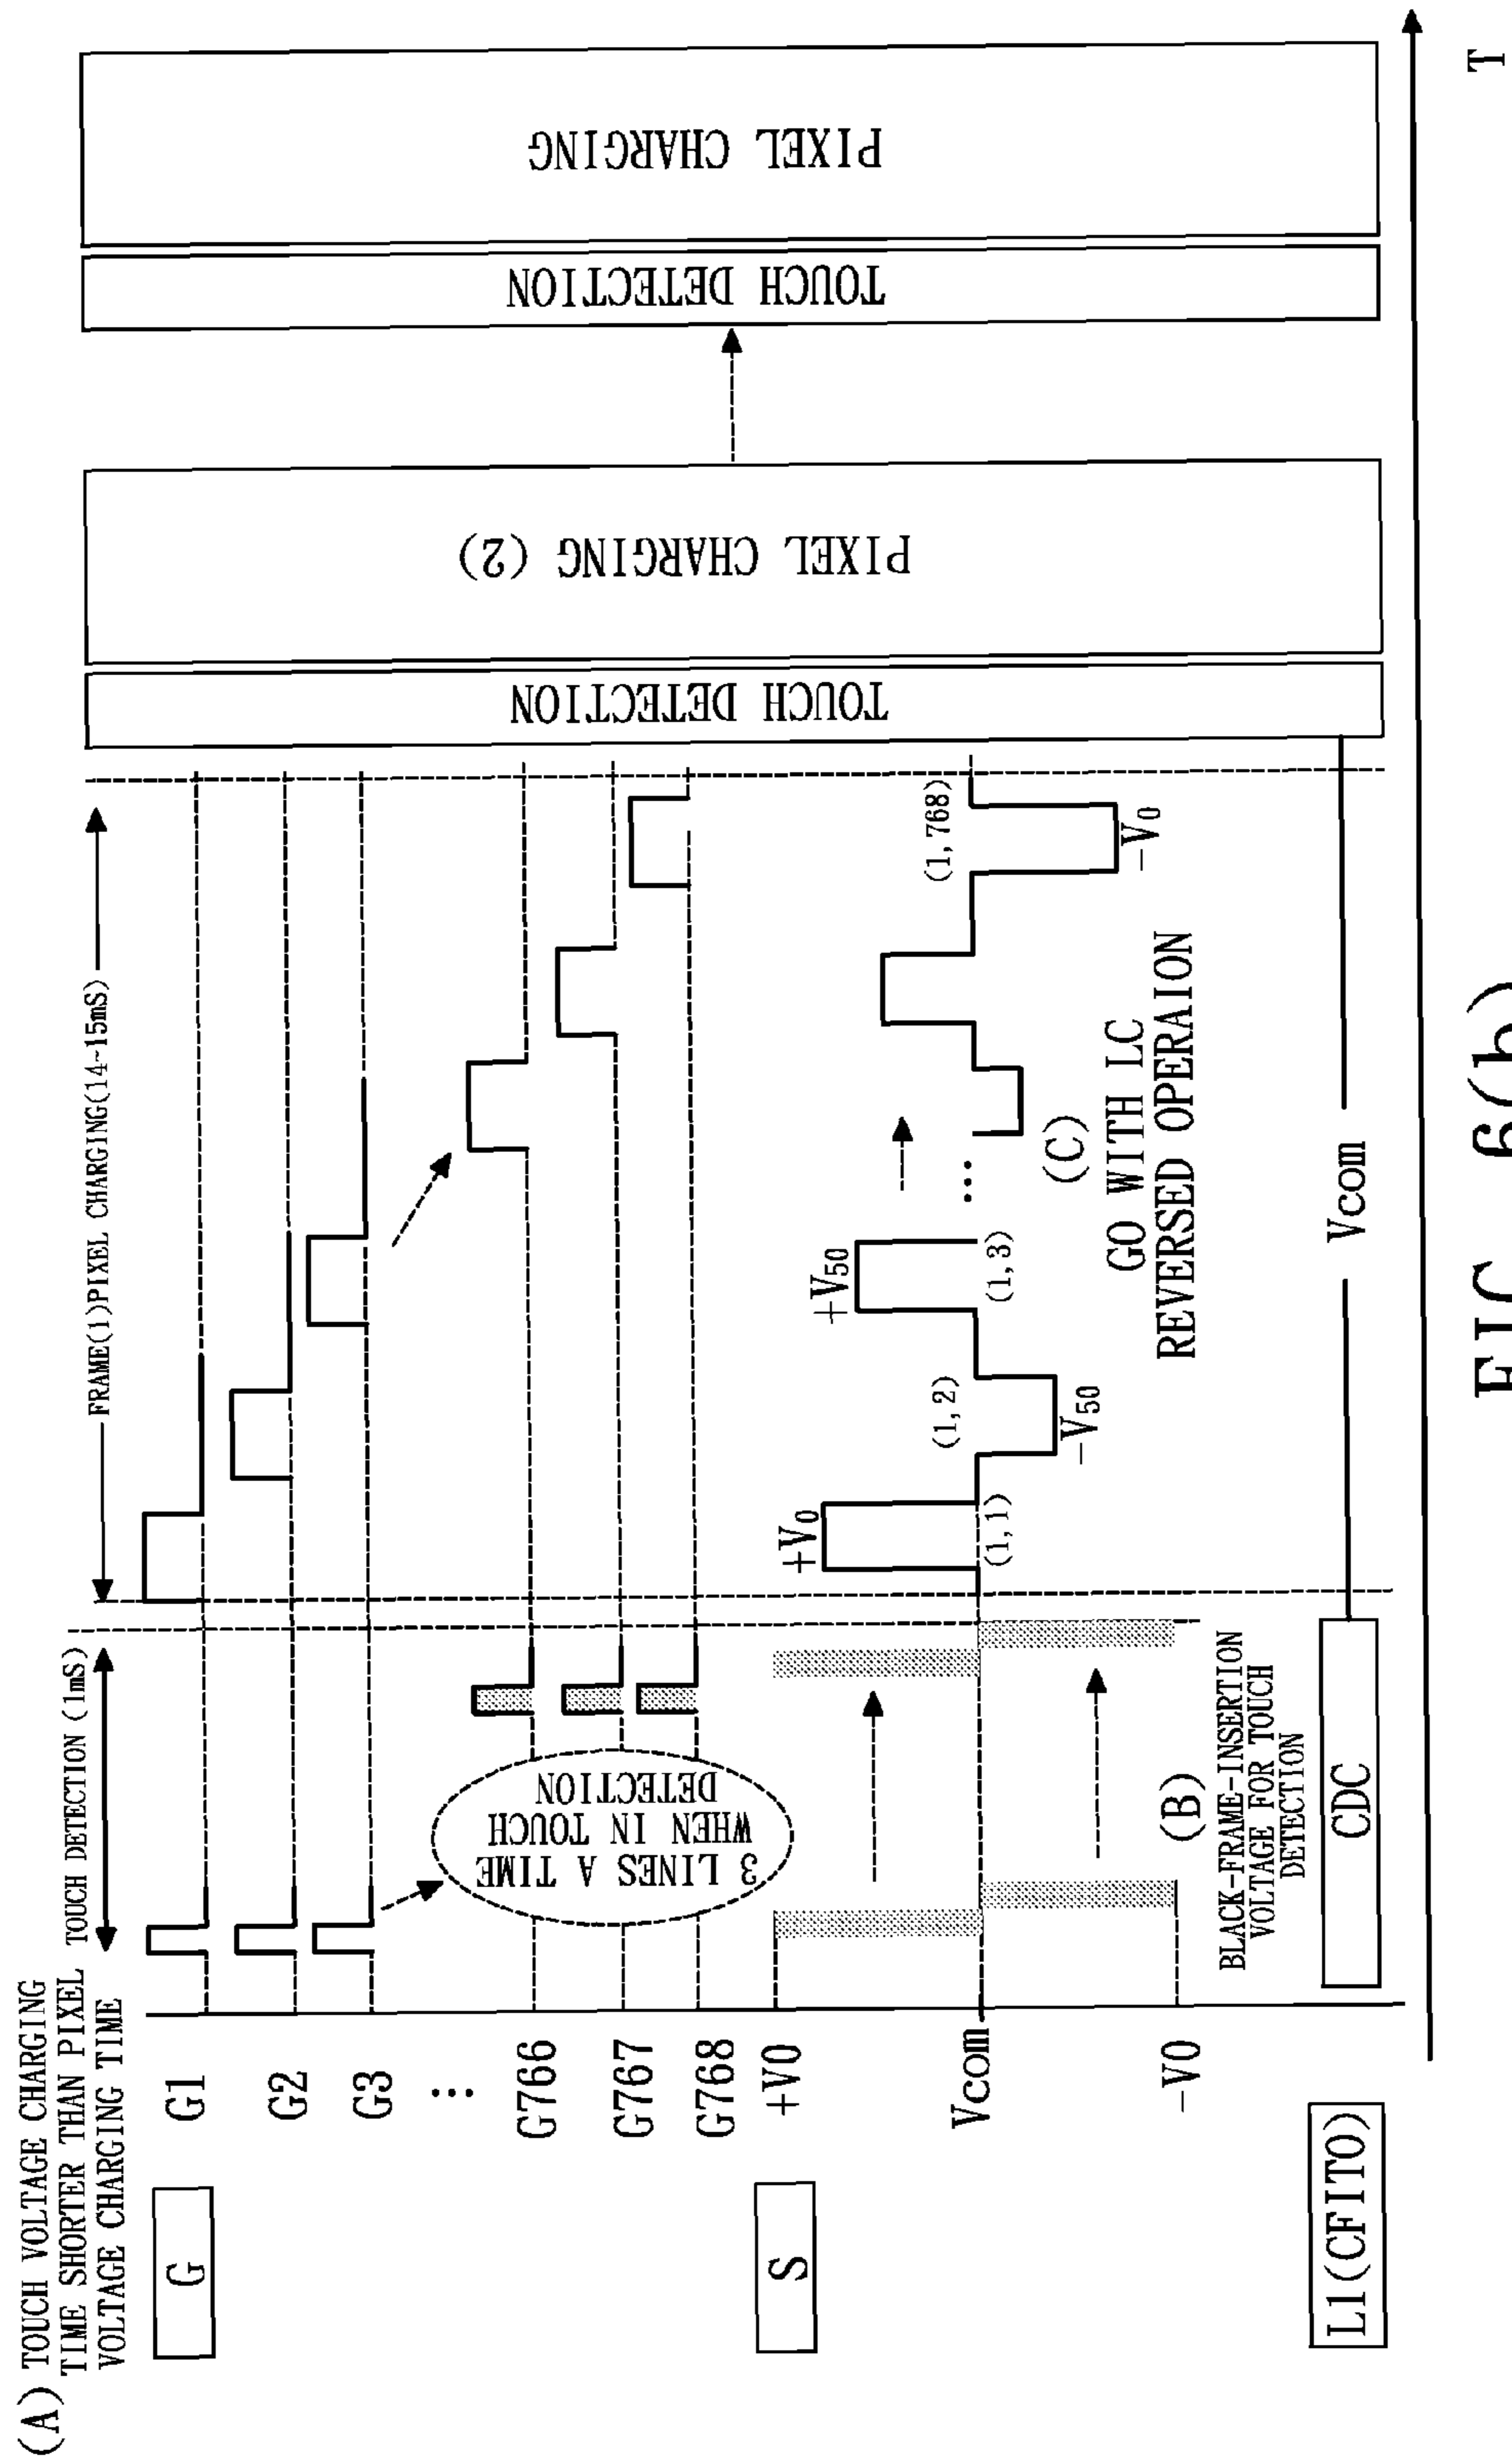 (A) TOUCH VOLTAGE CHARGING
TIME SHORTER THAN PIXEL
VOLTAGE CHARGING TIME
TOUCH DETECTION (1mS)
FRAME(1)PIXEL CHARGING(14~15mS)
G
G1
G2
G3
⋮
G766
G767
G768
3 LINES A TIME
WHEN IN TOUCH
DETECTION
S
+V0
Vcom
-V0
+V0
(1,1)
(1,2)
-V50
+V50
(1,3)
...
(1,768)
-V0
(B)
BLACK-FRAME-INSERTION
VOLTAGE FOR TOUCH
DETECTION
(C)
GO WITH LC
REVERSED OPERAION
L1(CFITO)
CDC
Vcom
TOUCH DETECTION
PIXEL CHARGING (2)
TOUCH DETECTION
PIXEL CHARGING
T
FIG. 6(b)